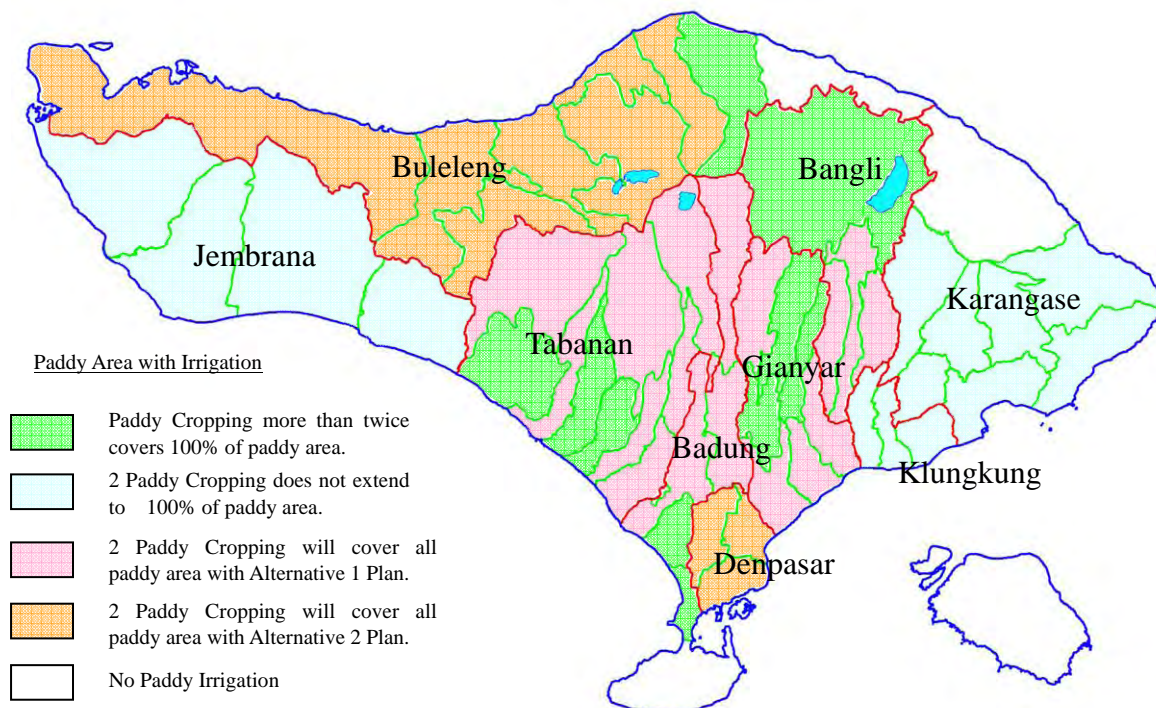 Buleleng
Bangli
Jembrana
Karangase
Tabanan
Gianyar
Badung
Klungkung
Denpasar
Paddy Area with Irrigation
Paddy Cropping more than twice
covers 100% of paddy area.
2 Paddy Cropping does not extend
to 100% of paddy area.
2 Paddy Cropping will cover all
paddy area with Alternative 1 Plan.
2 Paddy Cropping will cover all
paddy area with Alternative 2 Plan.
No Paddy Irrigation